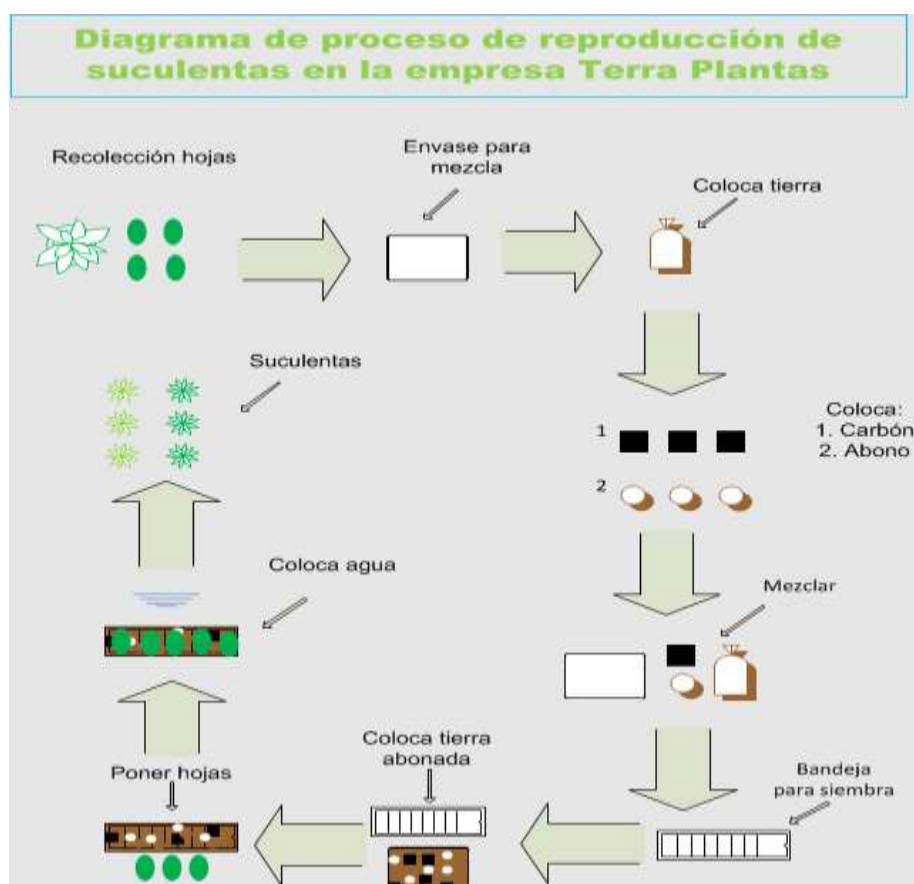 Diagrama de proceso de reproducción de
suculentas en la empresa Terra Plantas
Recolección hojas
Envase para
mezcla
Coloca tierra
Coloca:
1. Carbón
2. Abono
1
2
Mezclar
Bandeja
para siembra
Coloca tierra
abonada
Poner hojas
Coloca agua
Suculentas